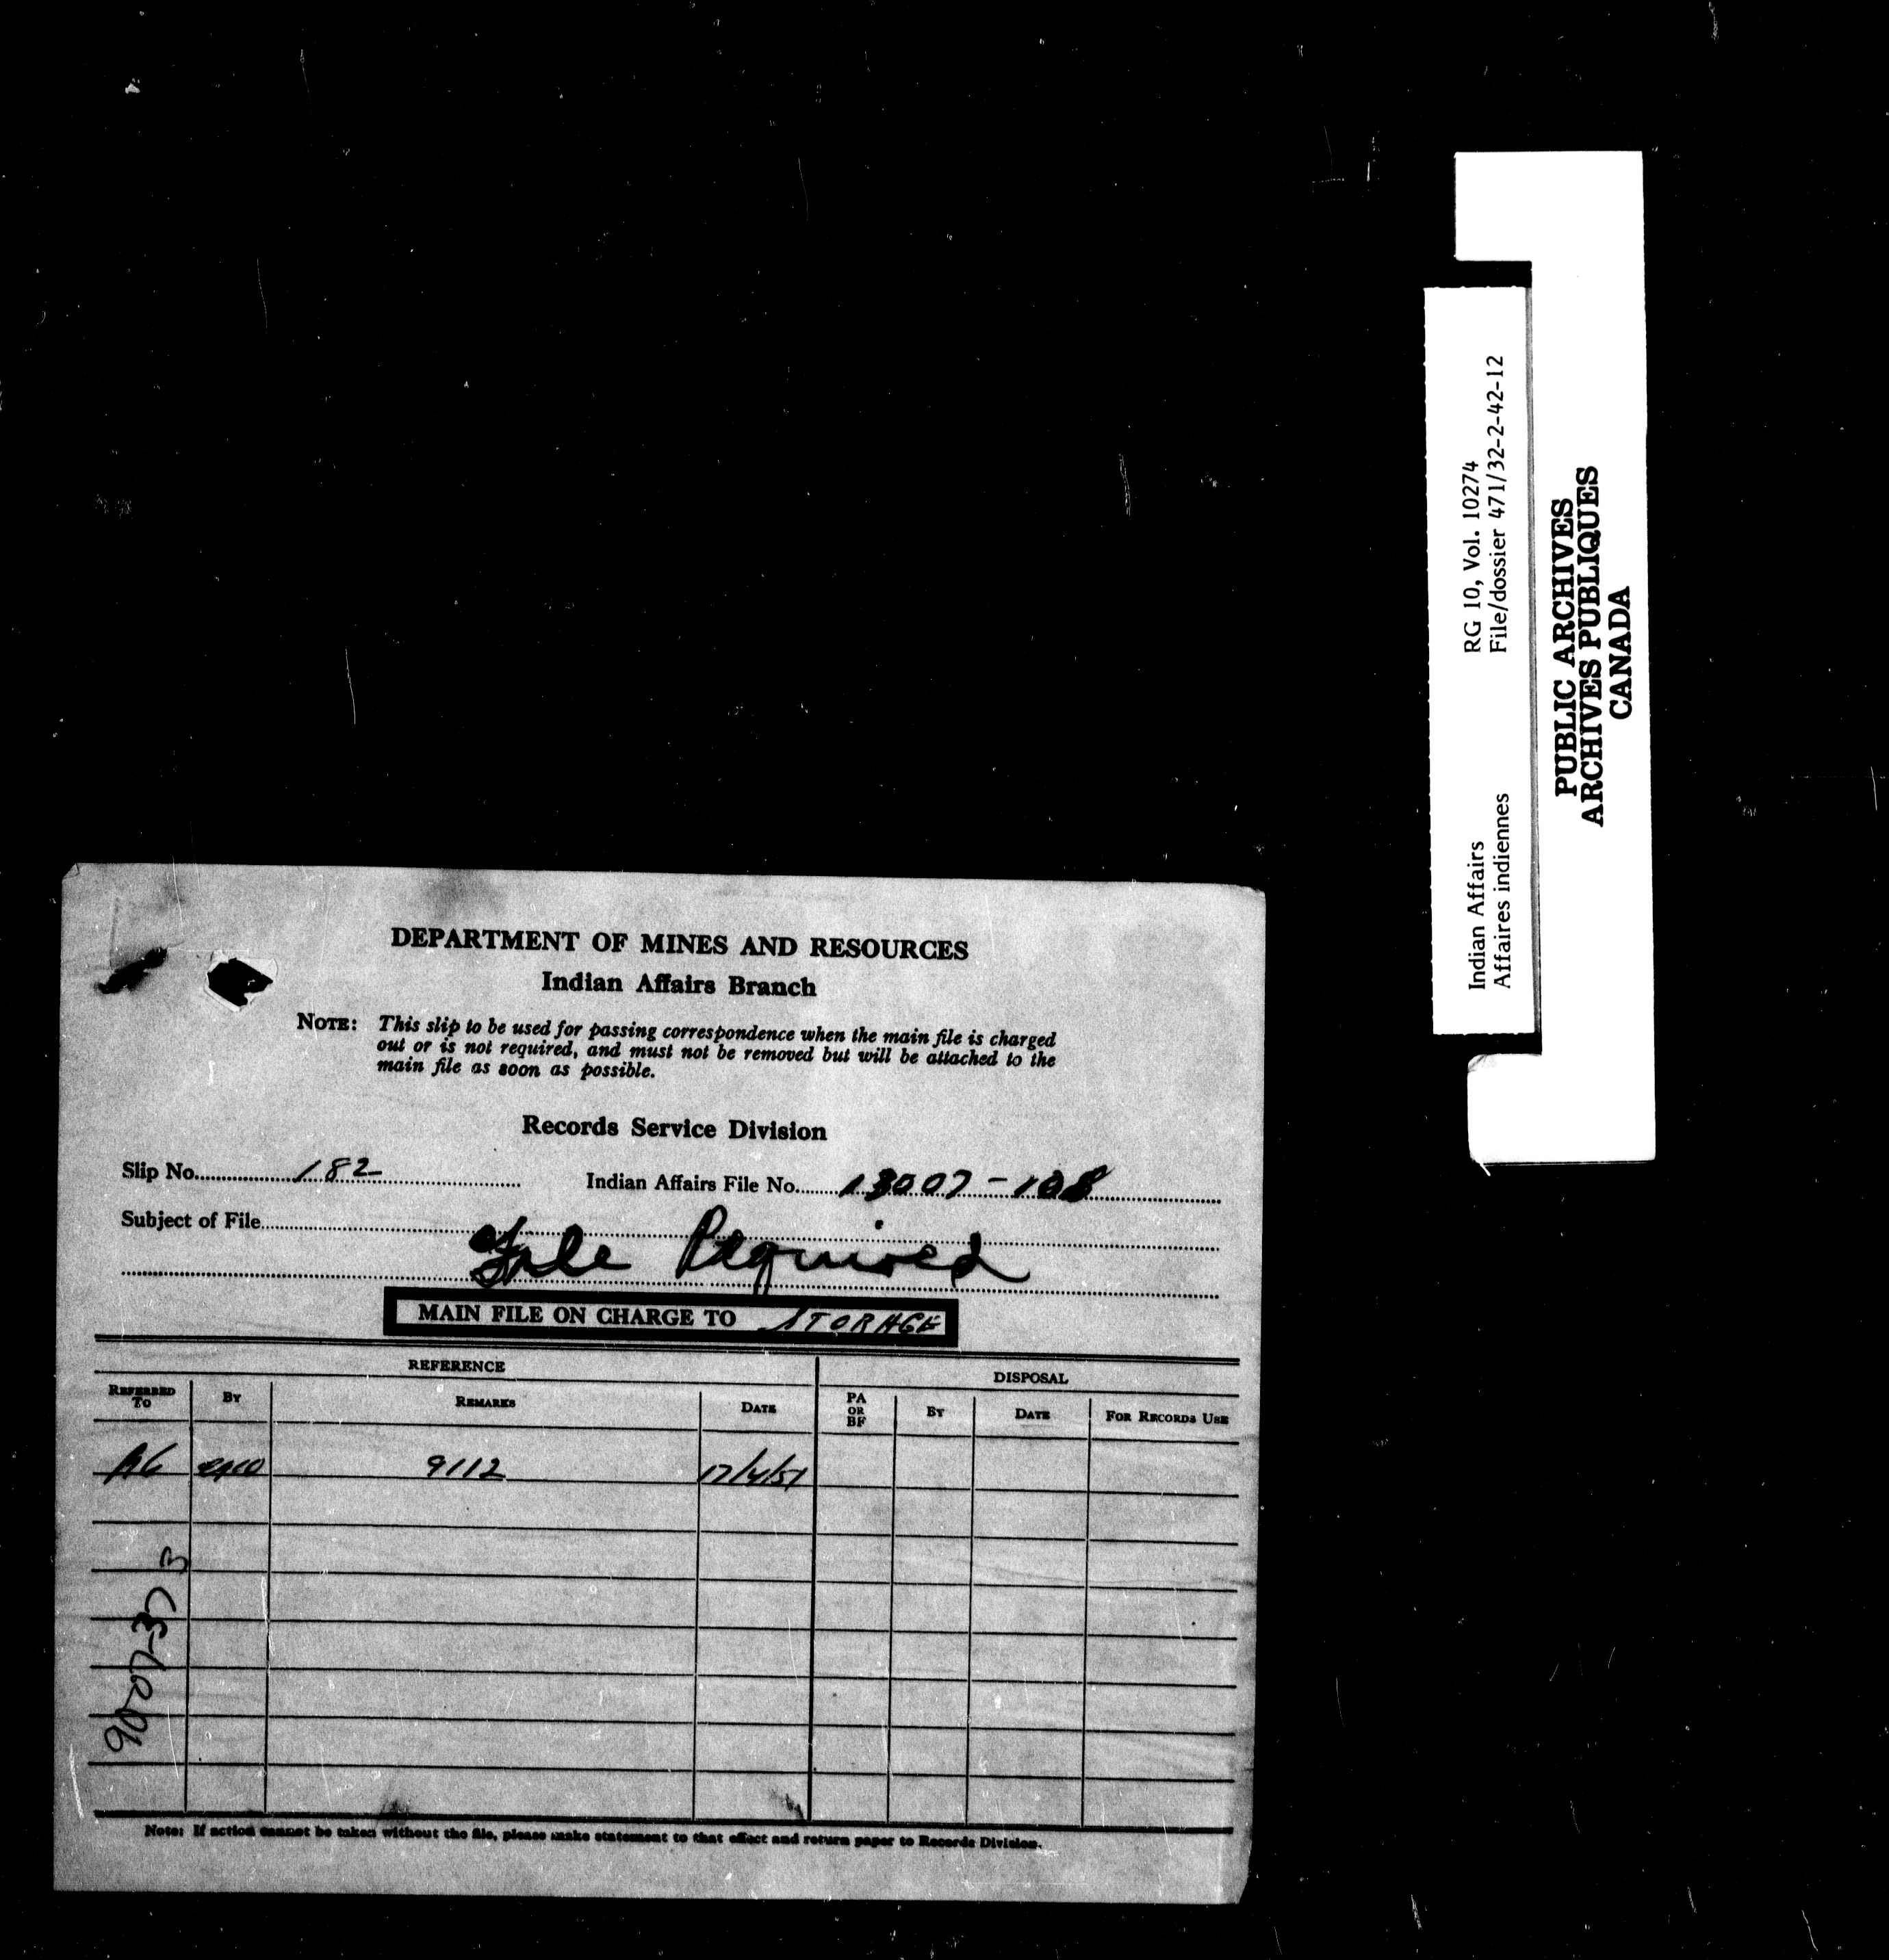 DEPARTMENT OF MINES AND RESOURCES
Indian Affairs Branch
NOTE: This slip to be used for passing correspondence when the main file is charged
out or is not required, and must not be removed but will be attached to the
main file as soon as possible.
Records Service Division
Slip No. 182 Indian Affairs File No. 13007-108
Subject of File
File Required
MAIN FILE ON CHARGE TO STORAGE
REFERENCE DISPOSAL
REFERRED TO BY REMARKS DATE PA OR BF BY DATE FOR RECORDS USE
9112 17/4/51
Note: If action cannot be taken without the file, please make statement to that effect and return paper to Records Division.
Indian Affairs RG 10, Vol. 10274
Affaires indiennes File/dossier 471/32-2-42-12
PUBLIC ARCHIVES
ARCHIVES PUBLIQUES
CANADA